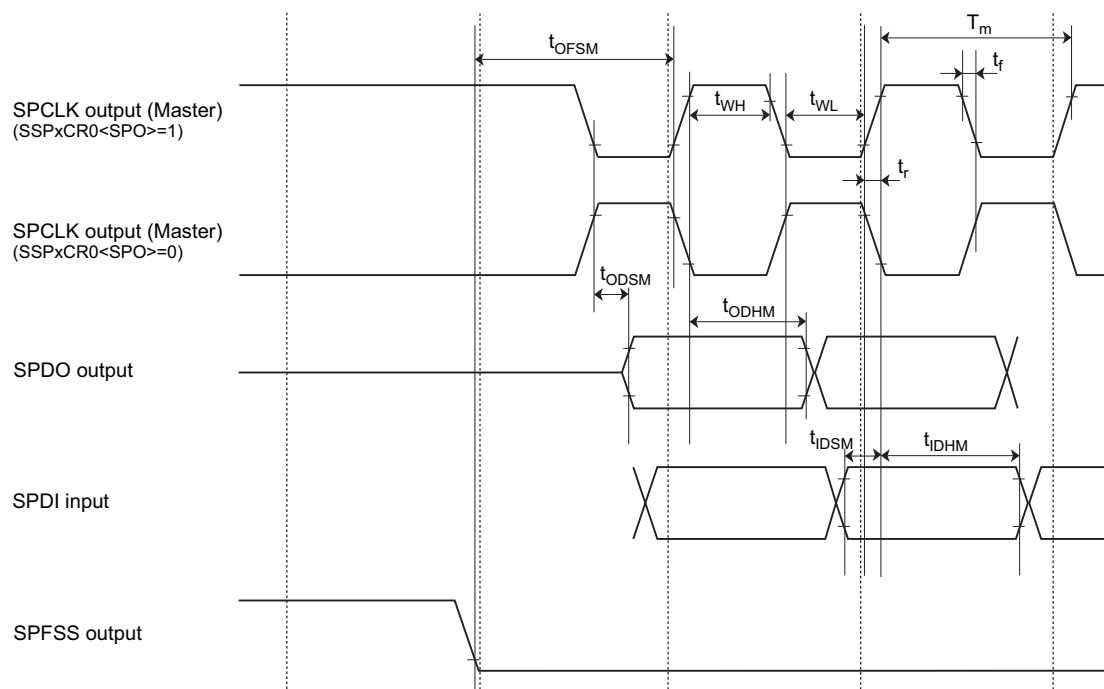 tOFSM
Tm
tf
SPCLK output (Master)
(SSPxCR0<SPO>=1)
tWH
tWL
tr
SPCLK output (Master)
(SSPxCR0<SPO>=0)
tODSM
tODHM
SPDO output
tIDSM
tIDHM
SPDI input
SPFSS output